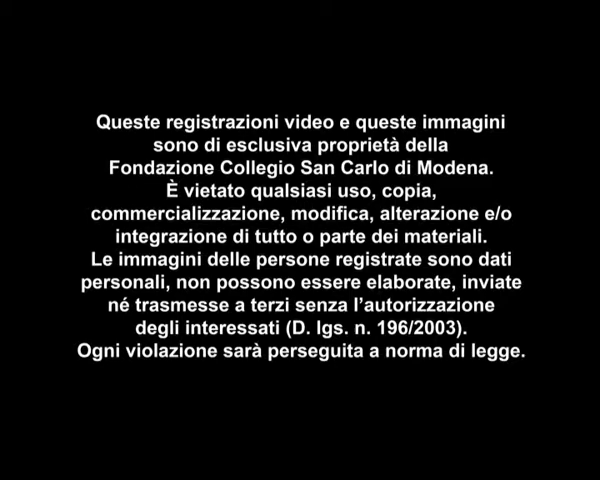 Queste registrazioni video e queste immagini
sono di esclusiva proprietà della
Fondazione Collegio San Carlo di Modena.
È vietato qualsiasi uso, copia,
commercializzazione, modifica, alterazione e/o
integrazione di tutto o parte dei materiali.
Le immagini delle persone registrate sono dati
personali, non possono essere elaborate, inviate
né trasmesse a terzi senza l'autorizzazione
degli interessati (D. lgs. n. 196/2003).
Ogni violazione sarà perseguita a norma di legge.